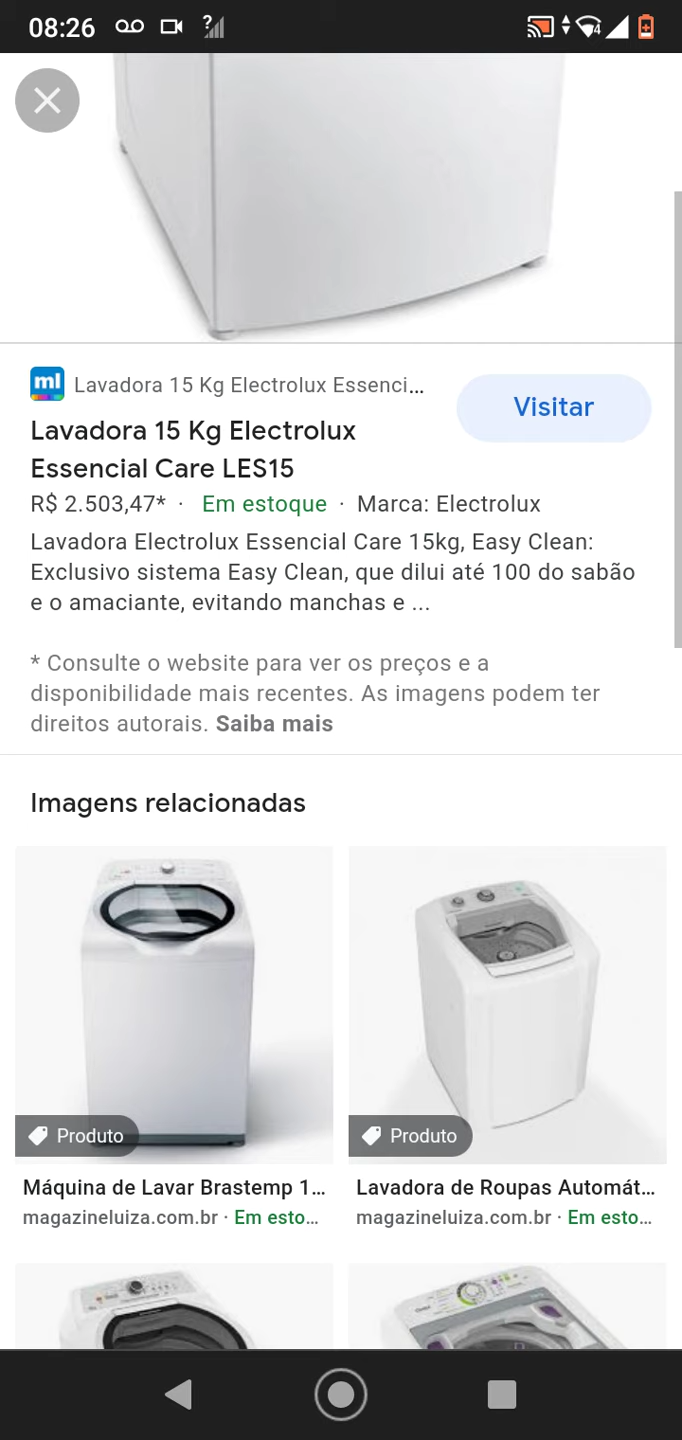 08:26
?
4
ml Lavadora 15 Kg Electrolux Essenci...
Visitar
Lavadora 15 Kg Electrolux
Essencial Care LES15
R$ 2.503,47* · Em estoque · Marca: Electrolux
Lavadora Electrolux Essencial Care 15kg, Easy Clean:
Exclusivo sistema Easy Clean, que dilui até 100 do sabão
e o amaciante, evitando manchas e ...
* Consulte o website para ver os preços e a
disponibilidade mais recentes. As imagens podem ter
direitos autorais. Saiba mais
Imagens relacionadas
Produto
Produto
Máquina de Lavar Brastemp 1...
magazineluiza.com.br · Em esto...
Lavadora de Roupas Automát...
magazineluiza.com.br · Em esto...